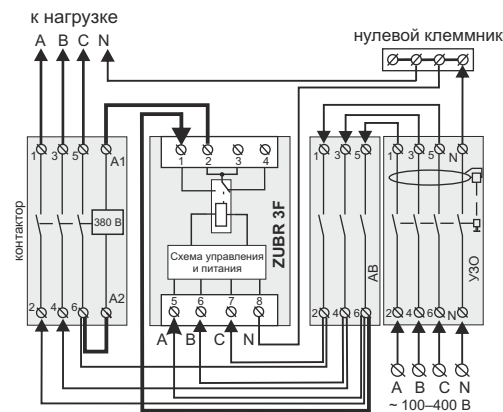 к нагрузке
A B C N
нулевой клеммник
1 3 5 A1
1 2 3 4
1 3 5
1 3 5 N
контактор
380 В
ZUBR 3F
Схема управления
и питания
АВ
УЗО
2 4 6 A2
5 6 7 8
2 4 6
2 4 6 N
A B C N
A B C N
~ 100–400 В